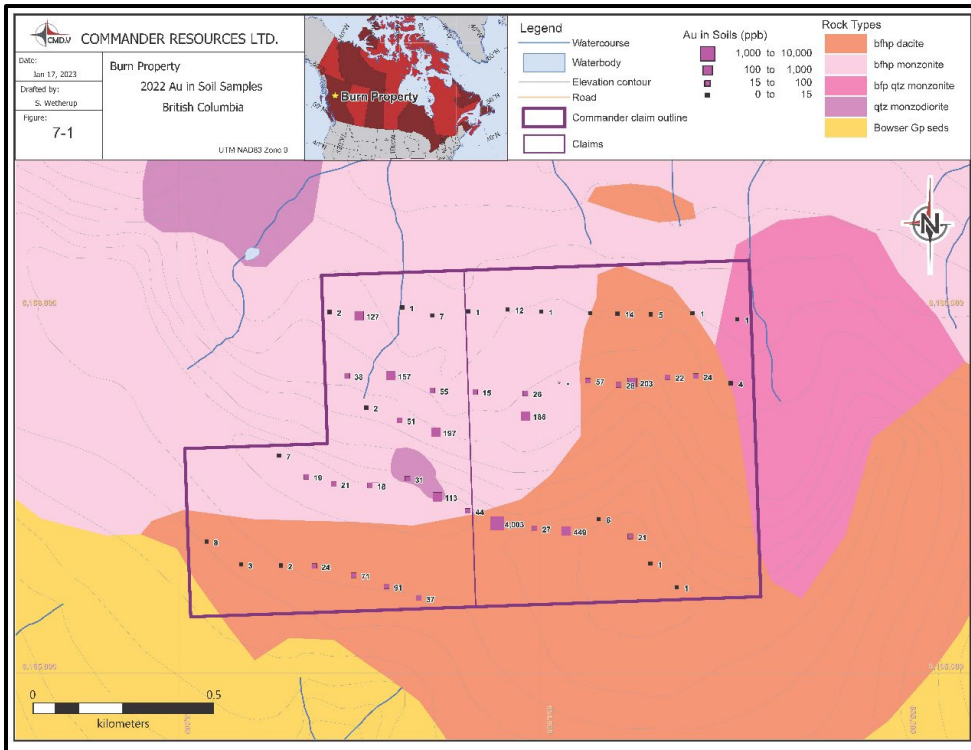 CMD.V
COMMANDER RESOURCES LTD.
Date:
Jan 17, 2023
Drafted by:
S. Wetherup
Figure:
7-1
Burn Property
2022 Au in Soil Samples
British Columbia
UTM NAD83 Zone 9
Burn Property
Legend
Watercourse
Waterbody
Elevation contour
Road
Commander claim outline
Claims
Au in Soils (ppb)
1,000 to 10,000
100 to 1,000
15 to 100
0 to 15
Rock Types
bfhp dacite
bfhp monzonite
bfp qtz monzonite
qtz monzodiorite
Bowser Gp seds
N
2
127
1
7
1
12
1
14
5
1
1
38
157
55
15
26
57
28
203
22
24
4
2
51
197
186
7
19
21
18
31
113
44
4,003
27
449
6
21
1
1
8
3
2
24
71
91
37
0
0.5
kilometers